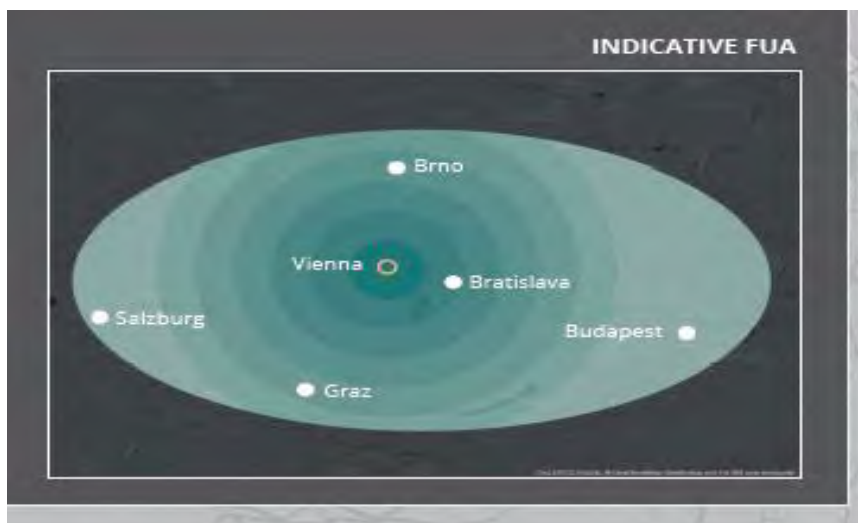 INDICATIVE FUA
Brno
Vienna
Bratislava
Salzburg
Budapest
Graz